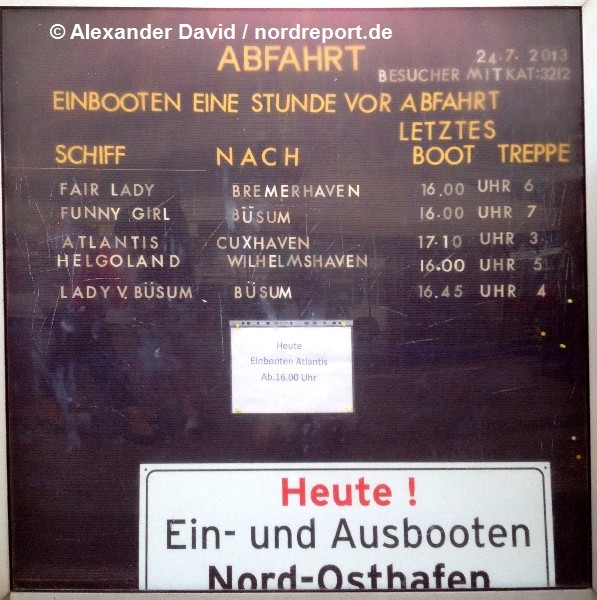 © Alexander David / nordreport.de
ABFAHRT
24.7. 2013
BESUCHER MIT KAT:3212
EINBOOTEN EINE STUNDE VOR ABFAHRT
LETZTES
SCHIFF NACH BOOT TREPPE
FAIR LADY BREMERHAVEN 16.00 UHR 6
FUNNY GIRL BÜSUM 16.00 UHR 7
ATLANTIS CUXHAVEN 17.10 UHR 3
HELGOLAND WILHELMSHAVEN 16.00 UHR 5
LADY V. BÜSUM BÜSUM 16.45 UHR 4
Heute
Einbooten Atlantis
Ab.16.00 Uhr
Heute !
Ein- und Ausbooten
Nord-Osthafen